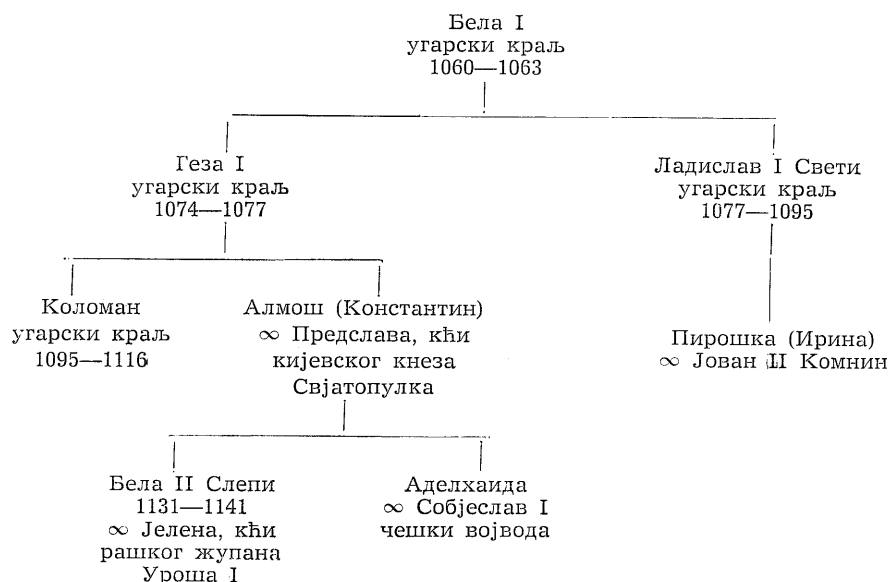 Бела I
угарски краљ
1060—1063
Геза I
угарски краљ
1074—1077
Ладислав I Свети
угарски краљ
1077—1095
Коломан
угарски краљ
1095—1116
Алмош (Константин)
∞ Предслава, кћи
кијевског кнеза
Свјатопулка
Пирошка (Ирина)
∞ Јован II Комнин
Бела II Слепи
1131—1141
∞ Јелена, кћи
рашког жупана
Уроша I
Аделхаида
∞ Собјеслав I
чешки војвода